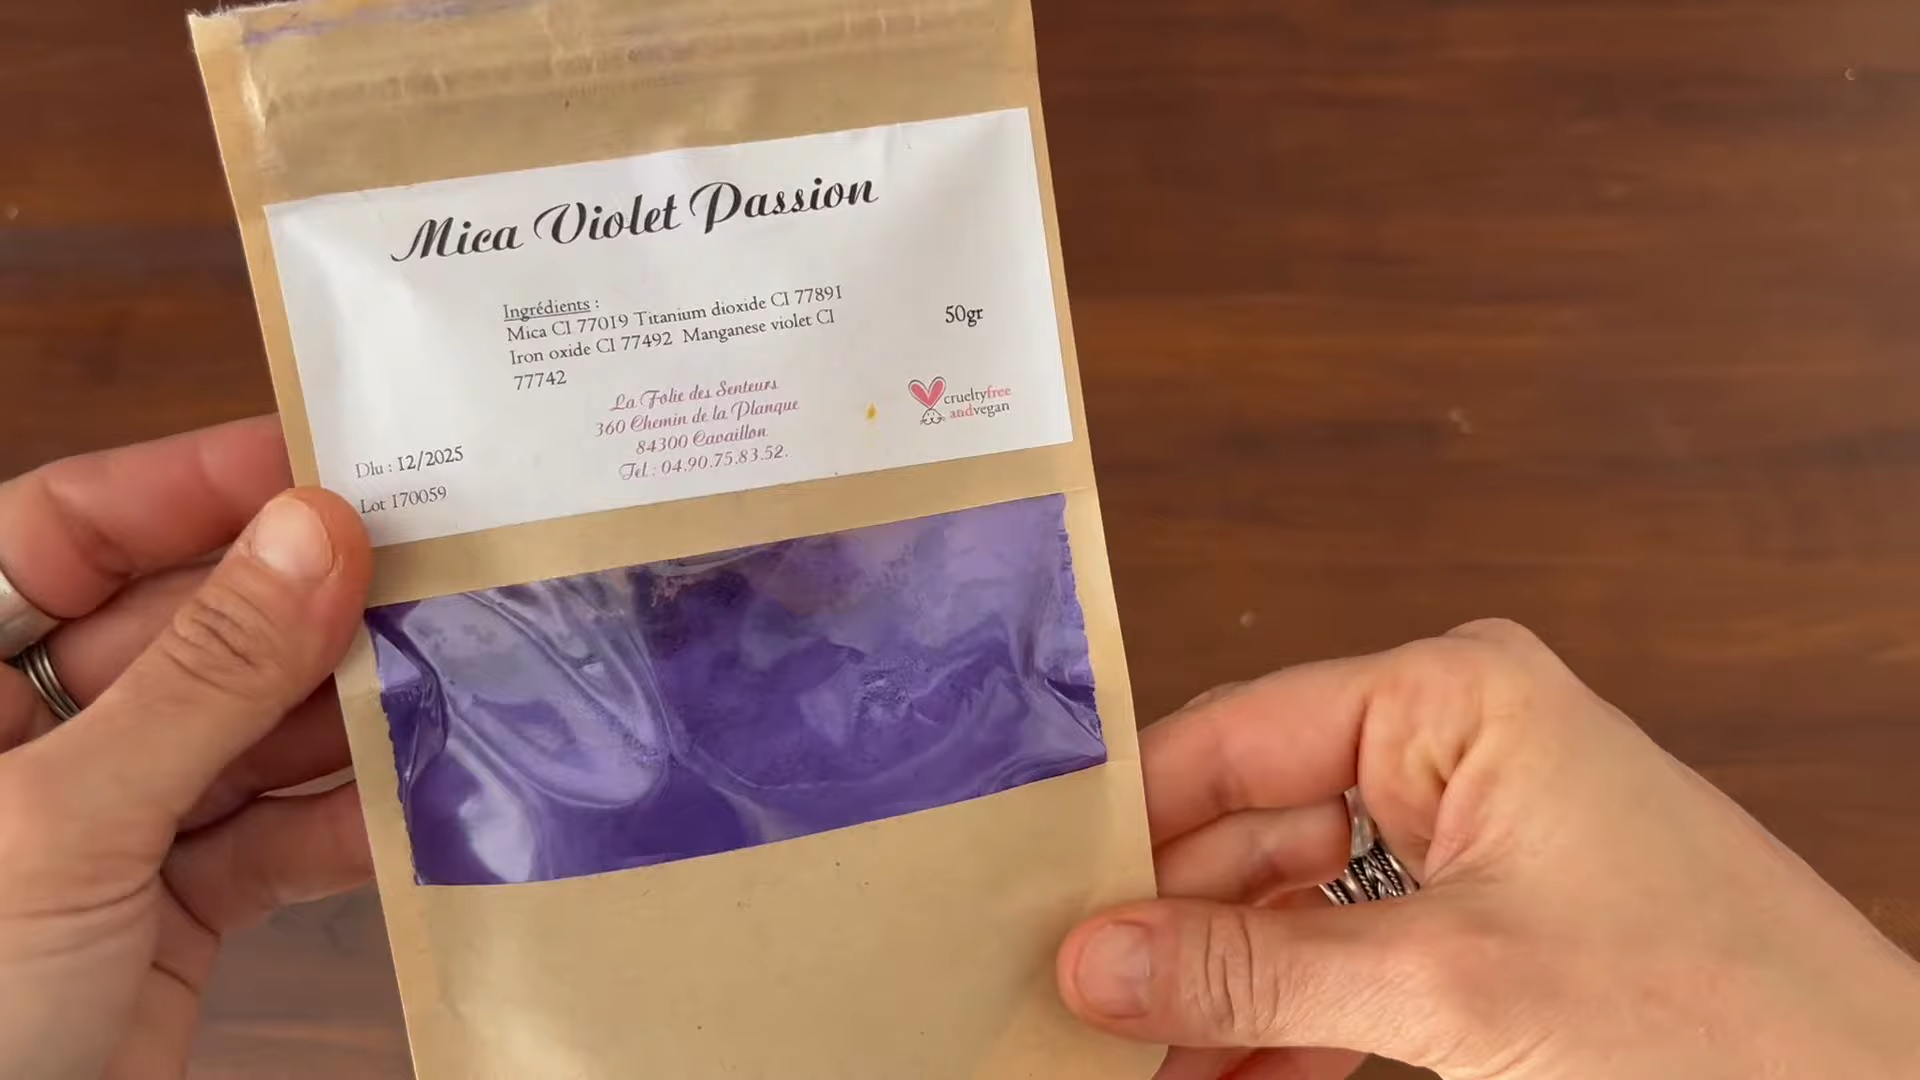 Mica Violet Passion
Ingrédients :
Mica CI 77019 Titanium dioxide CI 77891
Iron oxide CI 77492 Manganese violet CI
77742
50gr
La Folie des Senteurs
360 Chemin de la Planque
84300 Cavaillon
Tel.: 04.90.75.83.52.
crueltyfree
andvegan
Dlu : 12/2025
Lot 170059